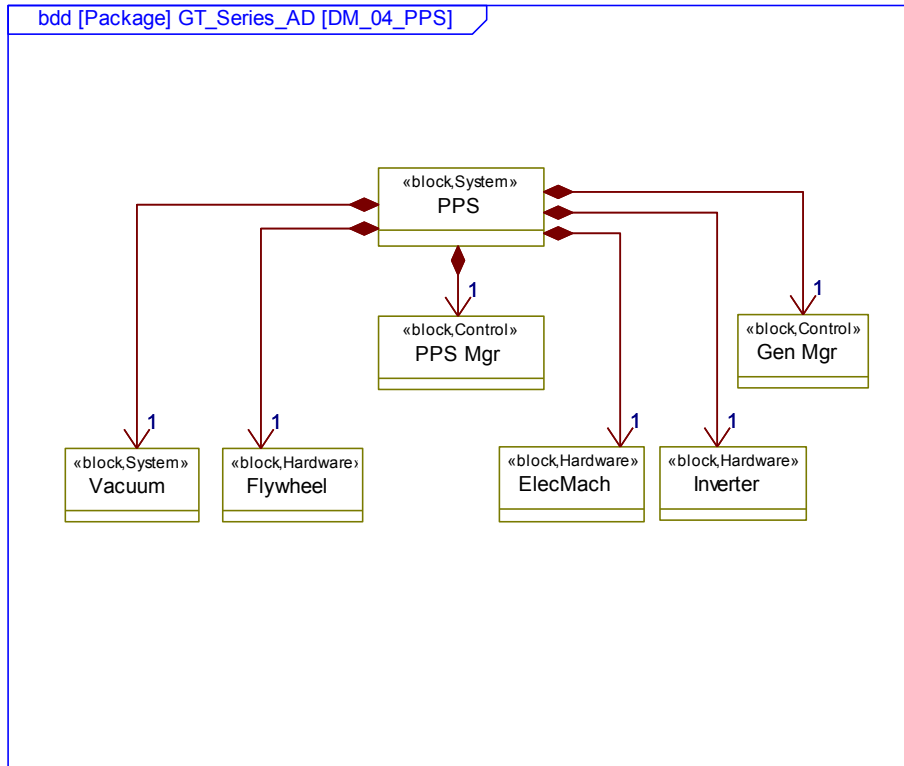 bdd [Package] GT_Series_AD [DM_04_PPS]
«block,System»
PPS
1
«block,Control»
PPS Mgr
1
«block,Control»
Gen Mgr
1
«block,System»
Vacuum
1
«block,Hardware»
Flywheel
1
«block,Hardware»
ElecMach
1
«block,Hardware»
Inverter